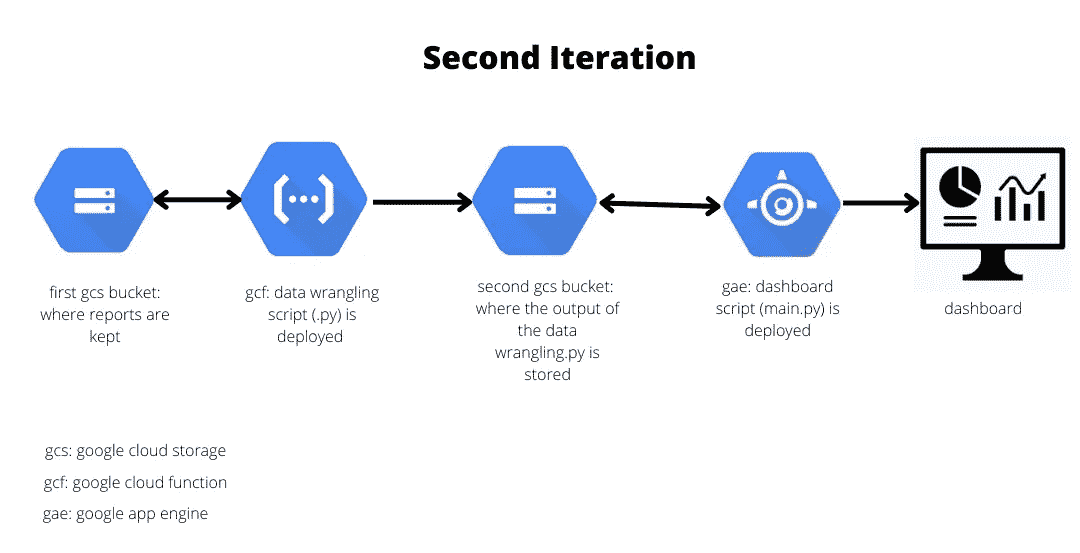 Second Iteration
first gcs bucket:
where reports are
kept
gcf: data wrangling
script (.py) is
deployed
second gcs bucket:
where the output of
the data
wrangling.py is
stored
gae: dashboard
script (main.py) is
deployed
dashboard
gcs: google cloud storage
gcf: google cloud function
gae: google app engine